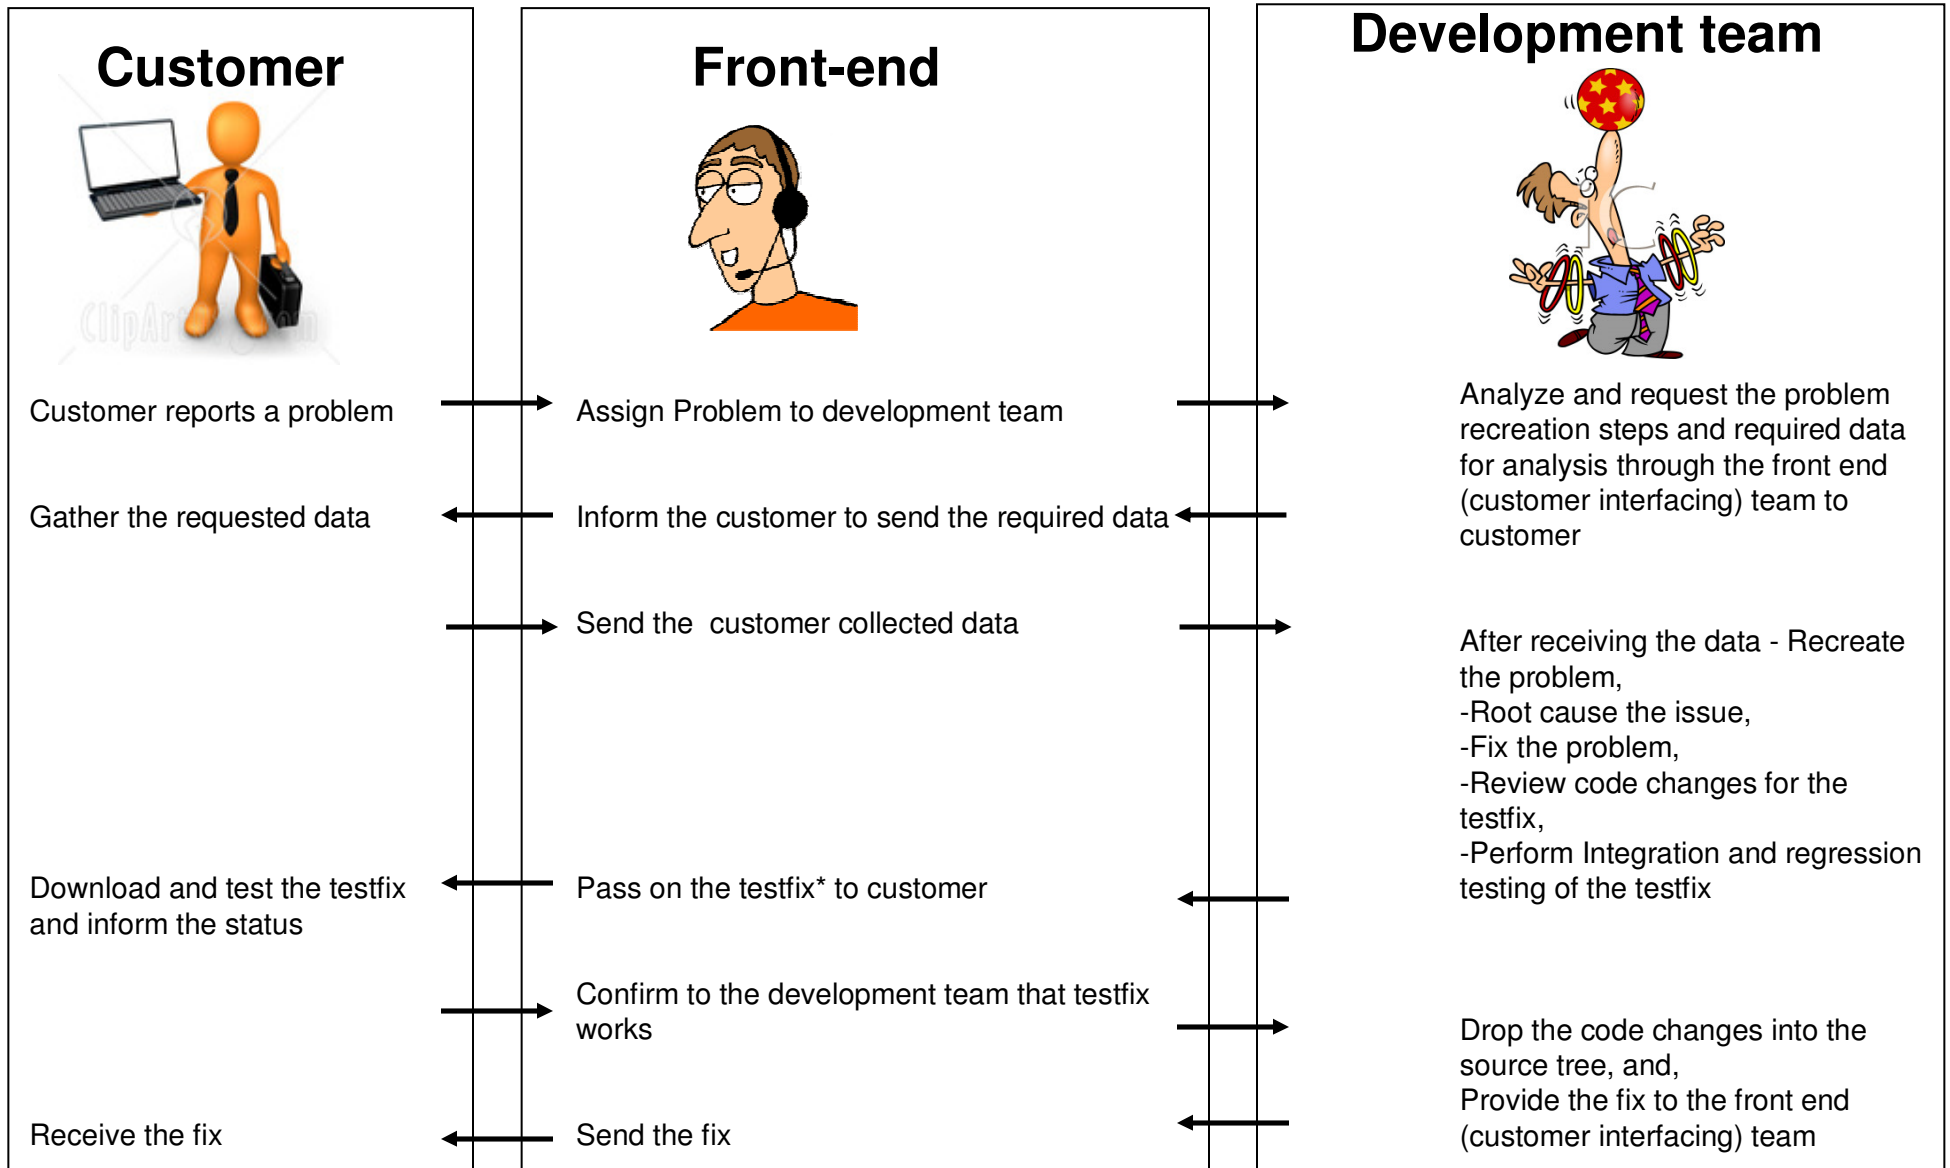 Customer
Front-end
Development team
ClipArt
om
C
Customer reports a problem
Assign Problem to development team
Analyze and request the problem
recreation steps and required data
for analysis through the front end
(customer interfacing) team to
customer
Gather the requested data
Inform the customer to send the required data
Send the  customer collected data
After receiving the data - Recreate
the problem,
-Root cause the issue,
-Fix the problem,
-Review code changes for the
testfix,
-Perform Integration and regression
testing of the testfix
Download and test the testfix
and inform the status
Pass on the testfix* to customer
Confirm to the development team that testfix
works
Drop the code changes into the
source tree, and,
Provide the fix to the front end
(customer interfacing) team
Receive the fix
Send the fix